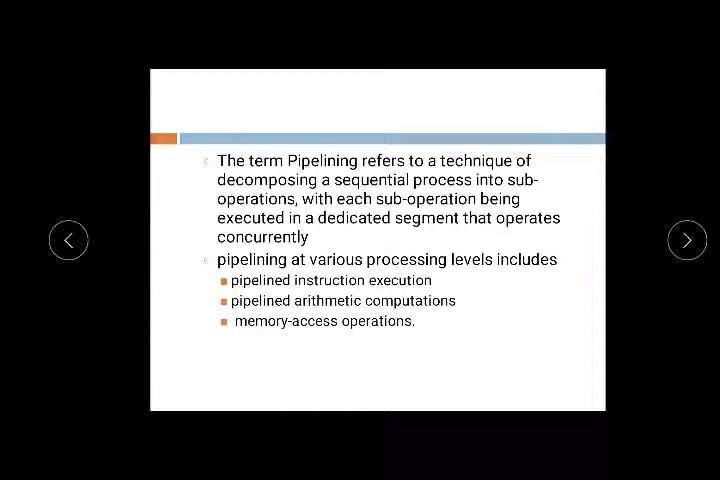 The term Pipelining refers to a technique of
decomposing a sequential process into sub-
operations, with each sub-operation being
executed in a dedicated segment that operates
concurrently
pipelining at various processing levels includes
pipelined instruction execution
pipelined arithmetic computations
memory-access operations.